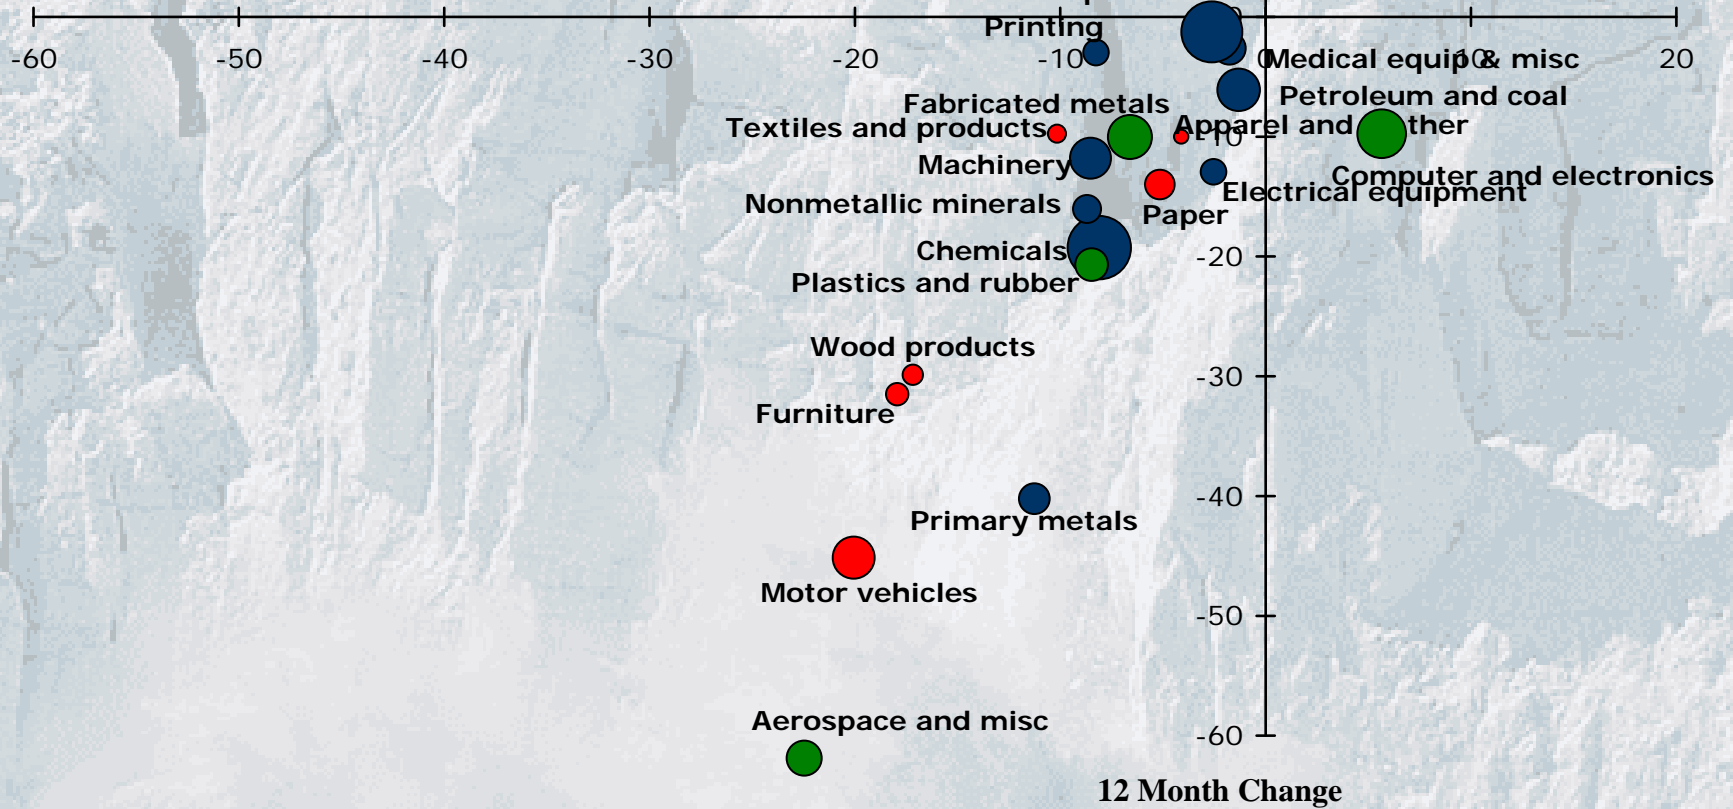 Printing
-60 -50 -40 -30 -20 -10 0 10 20
Medical equip & misc
Petroleum and coal
Fabricated metals
Textiles and products
Apparel and ther
-10
Machinery
Computer and electronics
Electrical equipment
Nonmetallic minerals
Paper
Chemicals
-20
Plastics and rubber
Wood products
-30
Furniture
-40
Primary metals
Motor vehicles
-50
Aerospace and misc
-60
12 Month Change